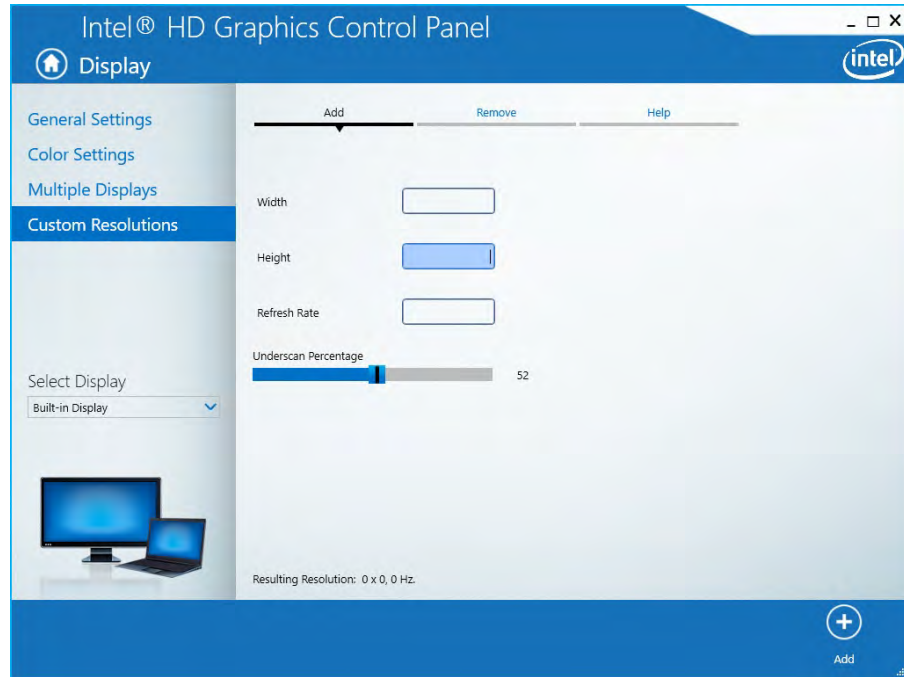 Intel® HD Graphics Control Panel
Display
intel
General Settings
Color Settings
Multiple Displays
Custom Resolutions
Select Display
Built-in Display
Add
Remove
Help
Width
Height
Refresh Rate
Underscan Percentage
52
Resulting Resolution: 0 x 0, 0 Hz.
Add